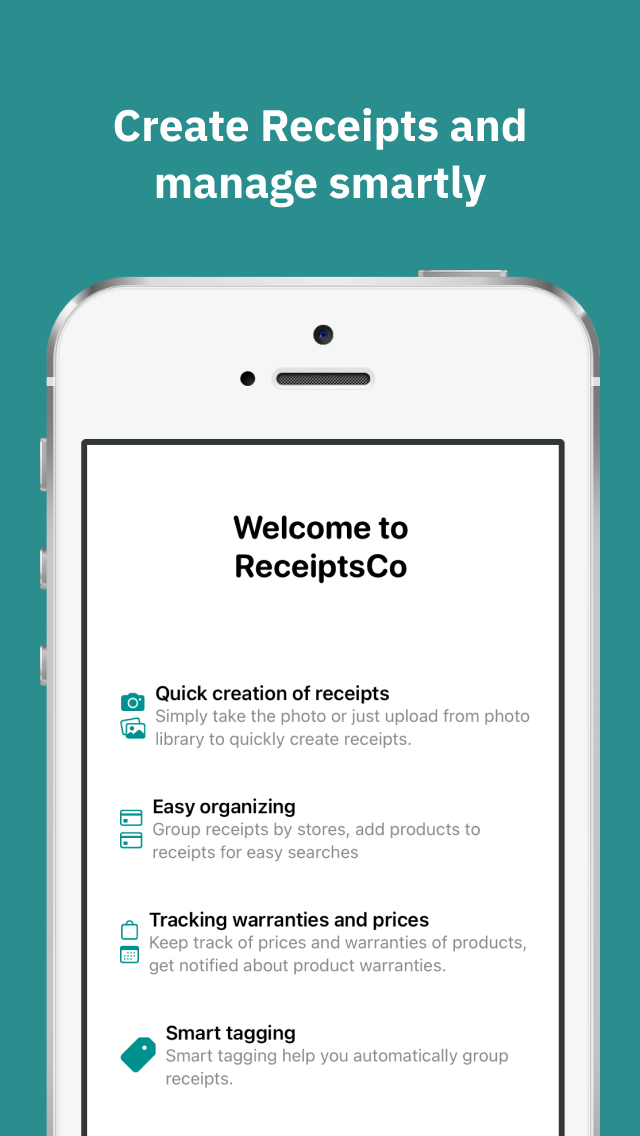 Create Receipts and
manage smartly
Welcome to
ReceiptsCo
Quick creation of receipts
Simply take the photo or just upload from photo
library to quickly create receipts.
Easy organizing
Group receipts by stores, add products to
receipts for easy searches
Tracking warranties and prices
Keep track of prices and warranties of products,
get notified about product warranties.
Smart tagging
Smart tagging help you automatically group
receipts.